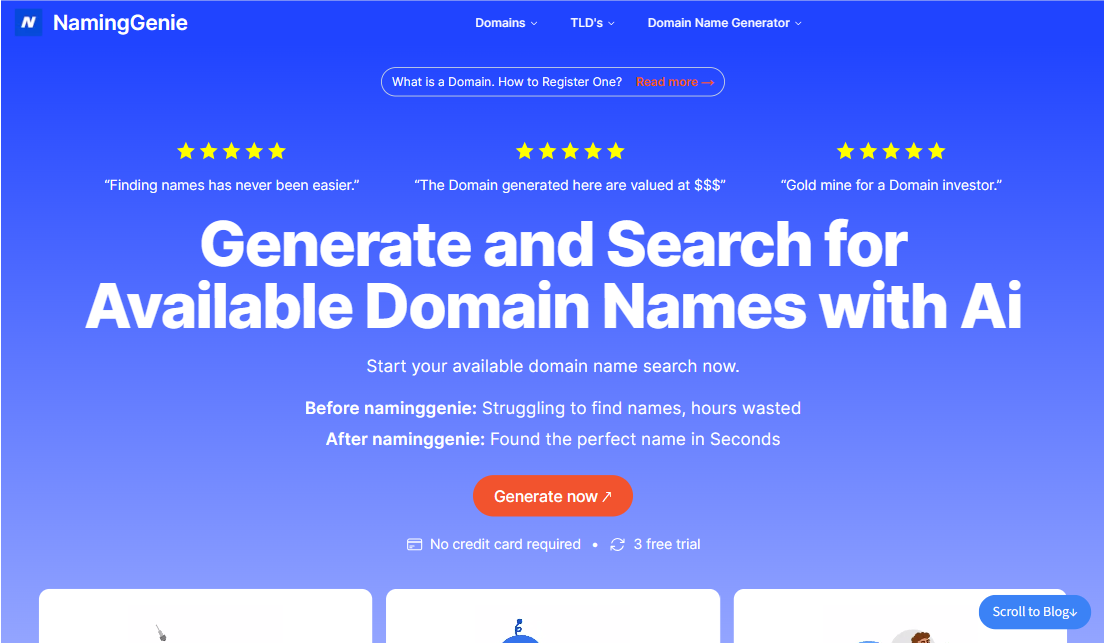 N NamingGenie
Domains TLD's Domain Name Generator
What is a Domain. How to Register One? Read more →
“Finding names has never been easier.”
“The Domain generated here are valued at $$$”
“Gold mine for a Domain investor.”
Generate and Search for
Available Domain Names with Ai
Start your available domain name search now.
Before naminggenie: Struggling to find names, hours wasted
After naminggenie: Found the perfect name in Seconds
Generate now ↗
No credit card required • 3 free trial
Scroll to Blog↓